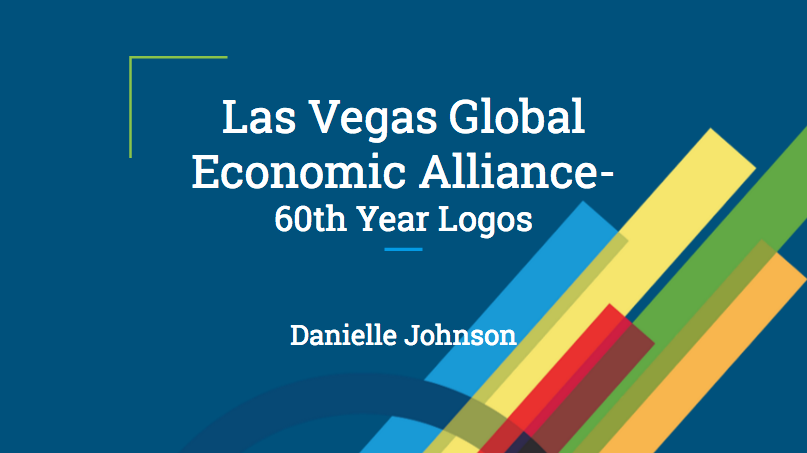 Las Vegas Global
Economic Alliance-
60th Year Logos
Danielle Johnson